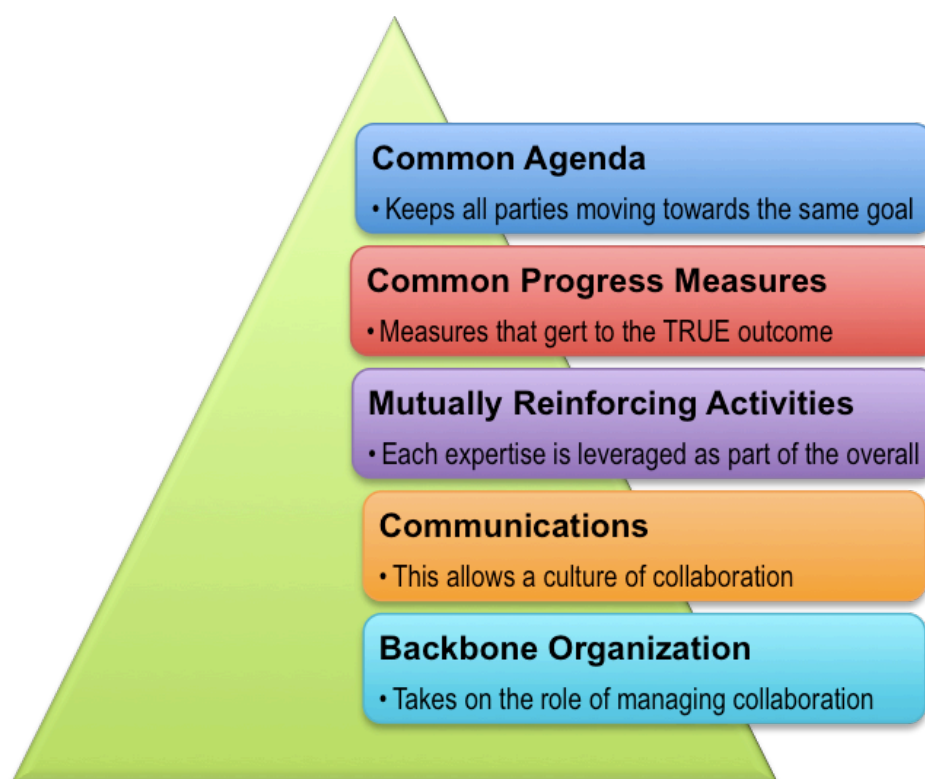 Common Agenda
• Keeps all parties moving towards the same goal
Common Progress Measures
• Measures that gert to the TRUE outcome
Mutually Reinforcing Activities
• Each expertise is leveraged as part of the overall
Communications
• This allows a culture of collaboration
Backbone Organization
• Takes on the role of managing collaboration